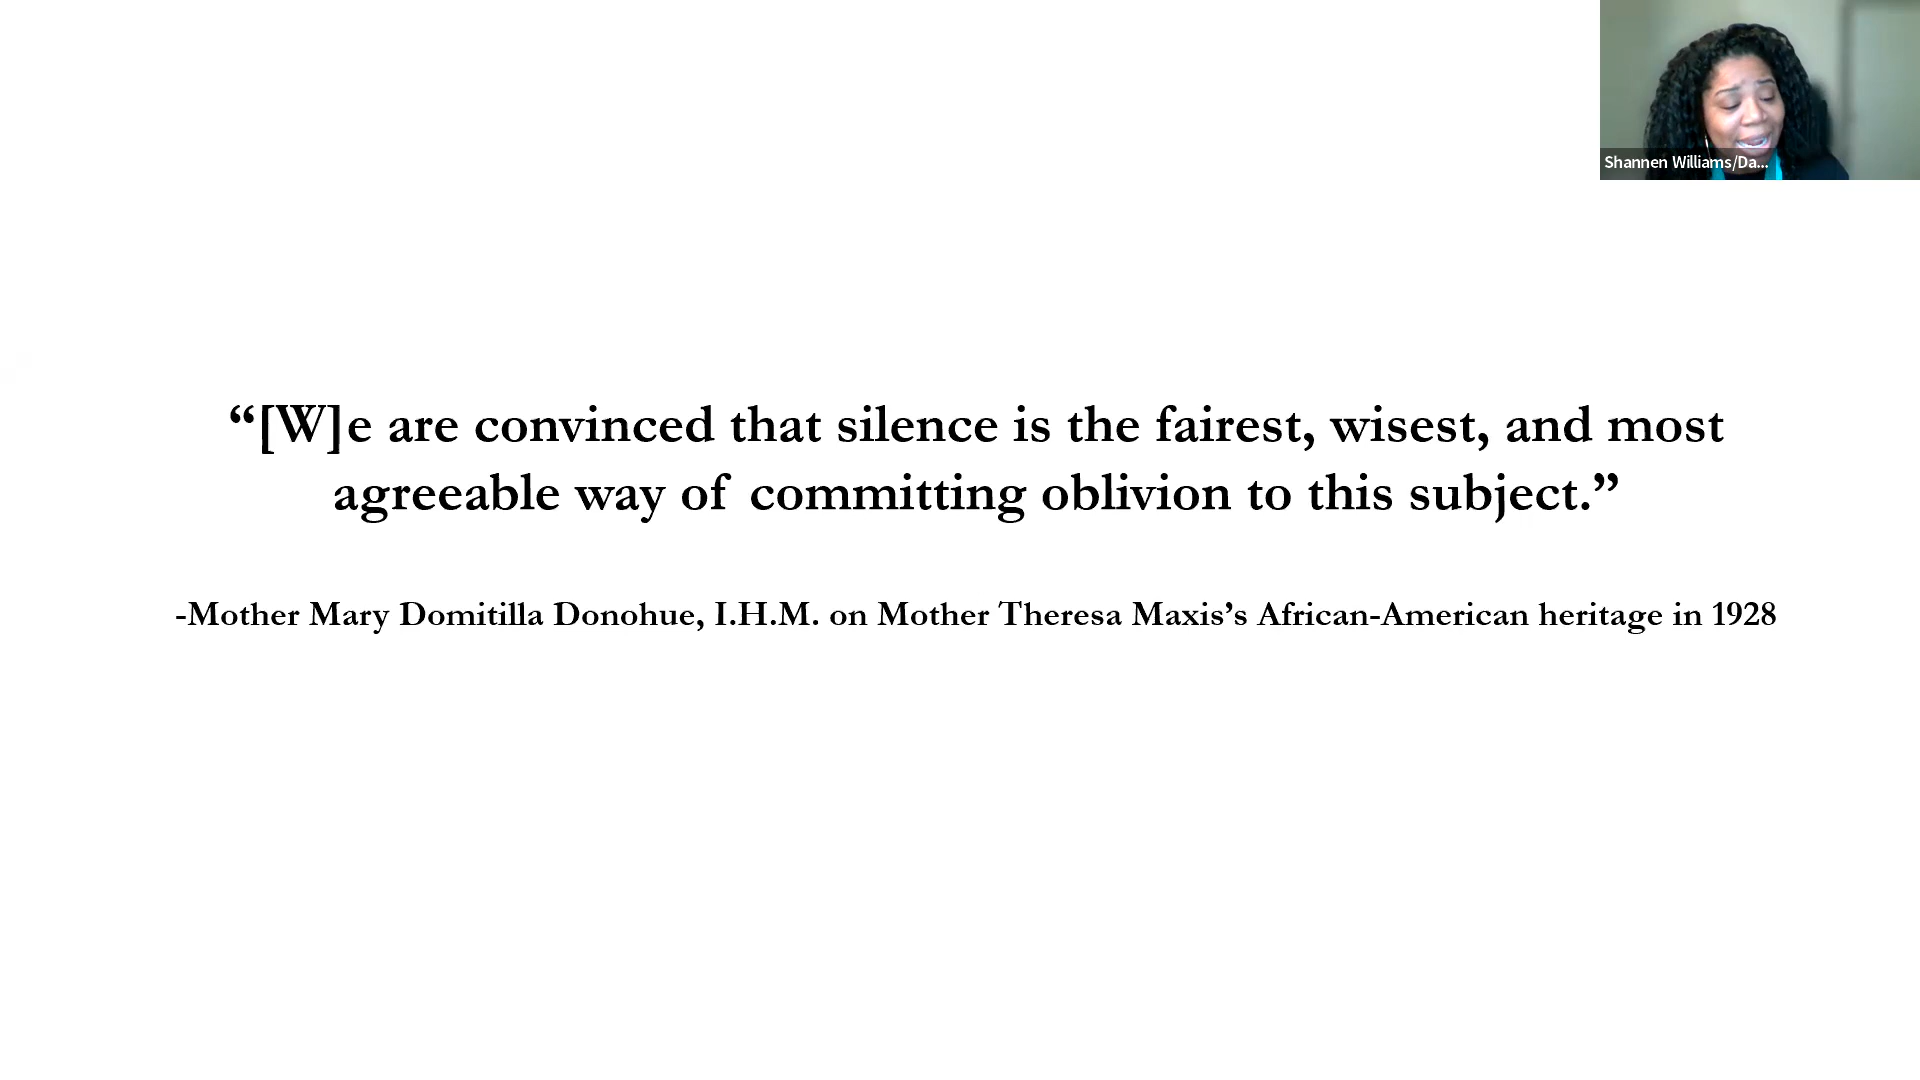 Shannen Williams/Da...
“[W]e are convinced that silence is the fairest, wisest, and most
agreeable way of committing oblivion to this subject.”
-Mother Mary Domitilla Donohue, I.H.M. on Mother Theresa Maxis’s African-American heritage in 1928